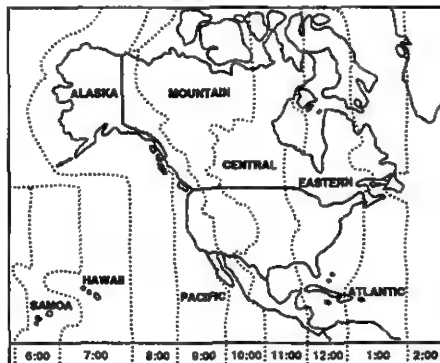 ALASKA
MOUNTAIN
CENTRAL
EASTERN
HAWAII
SAMOA
PACIFIC
ATLANTIC
6:00 7:00 8:00 9:00 10:00 11:00 12:00 1:00 2:00